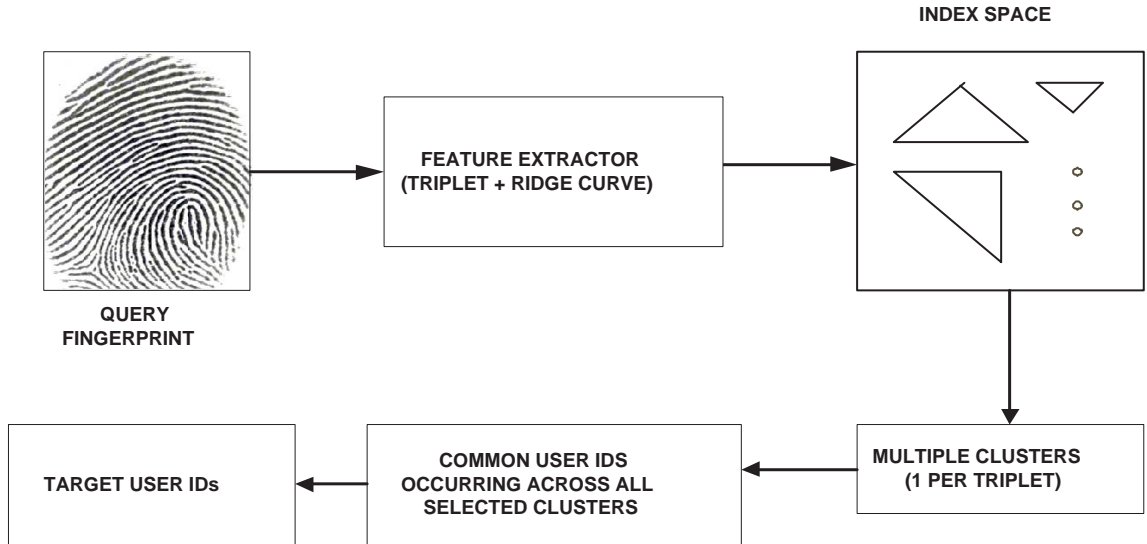 INDEX SPACE
FEATURE EXTRACTOR
(TRIPLET + RIDGE CURVE)
QUERY
FINGERPRINT
MULTIPLE CLUSTERS
(1 PER TRIPLET)
COMMON USER IDS
OCCURRING ACROSS ALL
SELECTED CLUSTERS
TARGET USER IDs